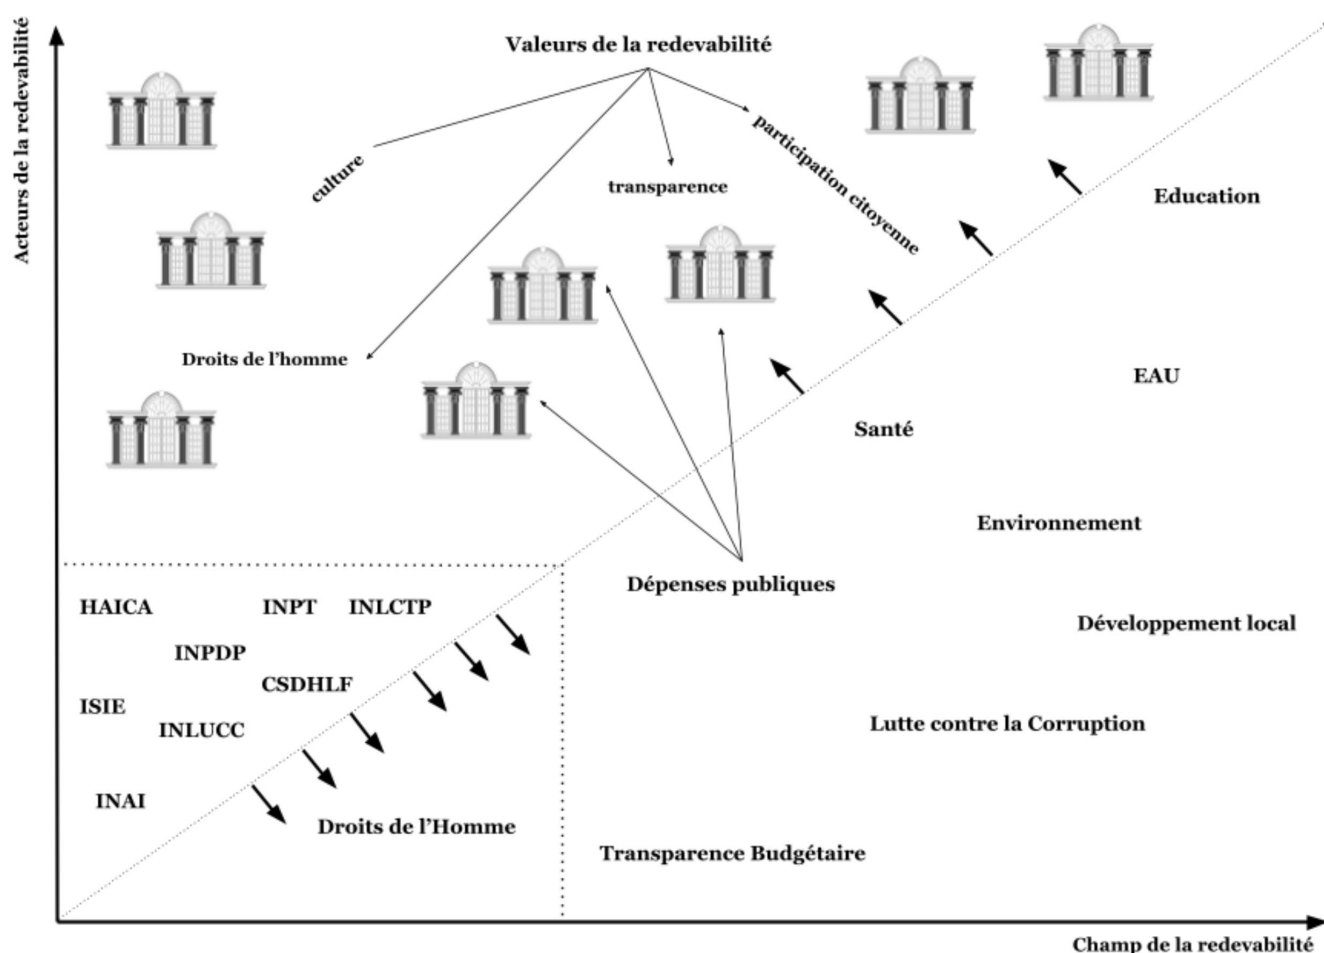 Acteurs de la redevabilité
Valeurs de la redevabilité
culture
transparence
participation citoyenne
Education
Droits de l'homme
EAU
Santé
Environnement
Dépenses publiques
HAICA
INPT
INLCTP
Développement local
INPDP
CSDHLF
ISIE
INLUCC
Lutte contre la Corruption
INAI
Droits de l'Homme
Transparence Budgétaire
Champ de la redevabilité